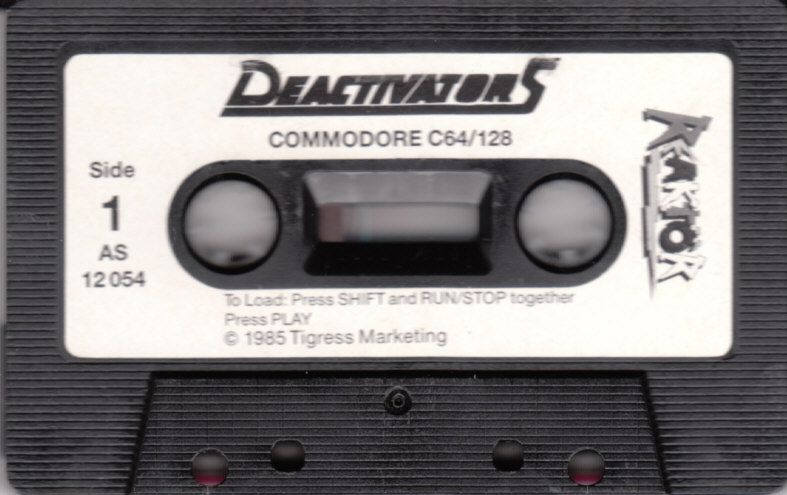 DEACTIVATORS
COMMODORE C64/128
Side
1
AS
12 054
REAKTÖR
To Load: Press SHIFT and RUN/STOP together
Press PLAY
© 1985 Tigress Marketing